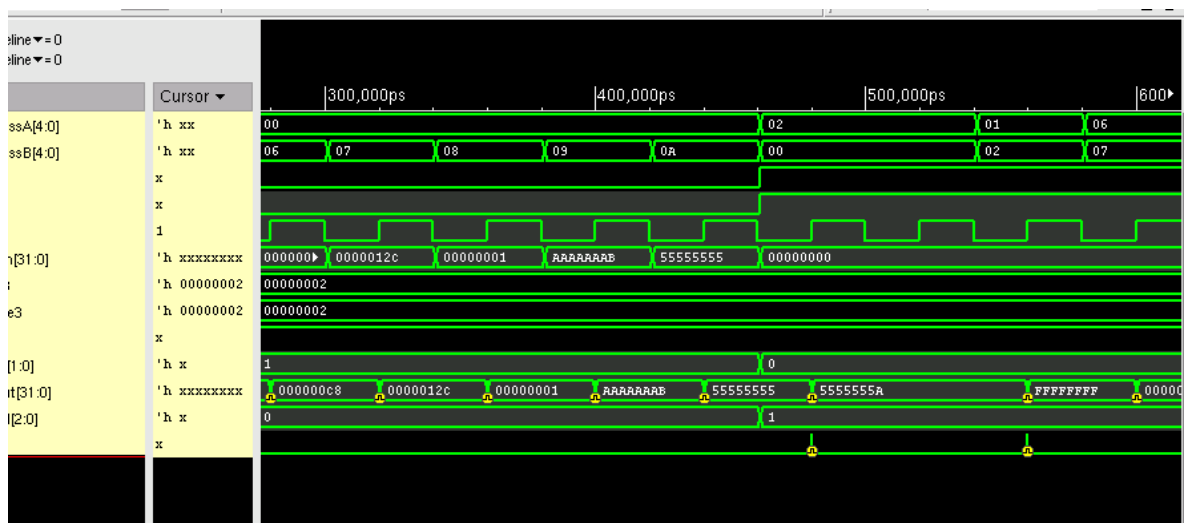 eline▼= 0
eline▼= 0
Cursor ▼
300,000ps 400,000ps 500,000ps 600▶
ssA[4:0] 'h xx 00 02 01 06
ssB[4:0] 'h xx 06 07 08 09 0A 00 02 07
x
x
1
n[31:0] 'h xxxxxxxx 000000▶ 0000012c 00000001 AAAAAAAB 55555555 00000000
'h 00000002 00000002
e3 'h 00000002 00000002
x
[1:0] 'h x 1 0
ıt[31:0] 'h xxxxxxxx 000000c8 0000012c 00000001 AAAAAAAB 55555555 5555555A FFFFFFFF 00000
l[2:0] 'h x 0 1
x